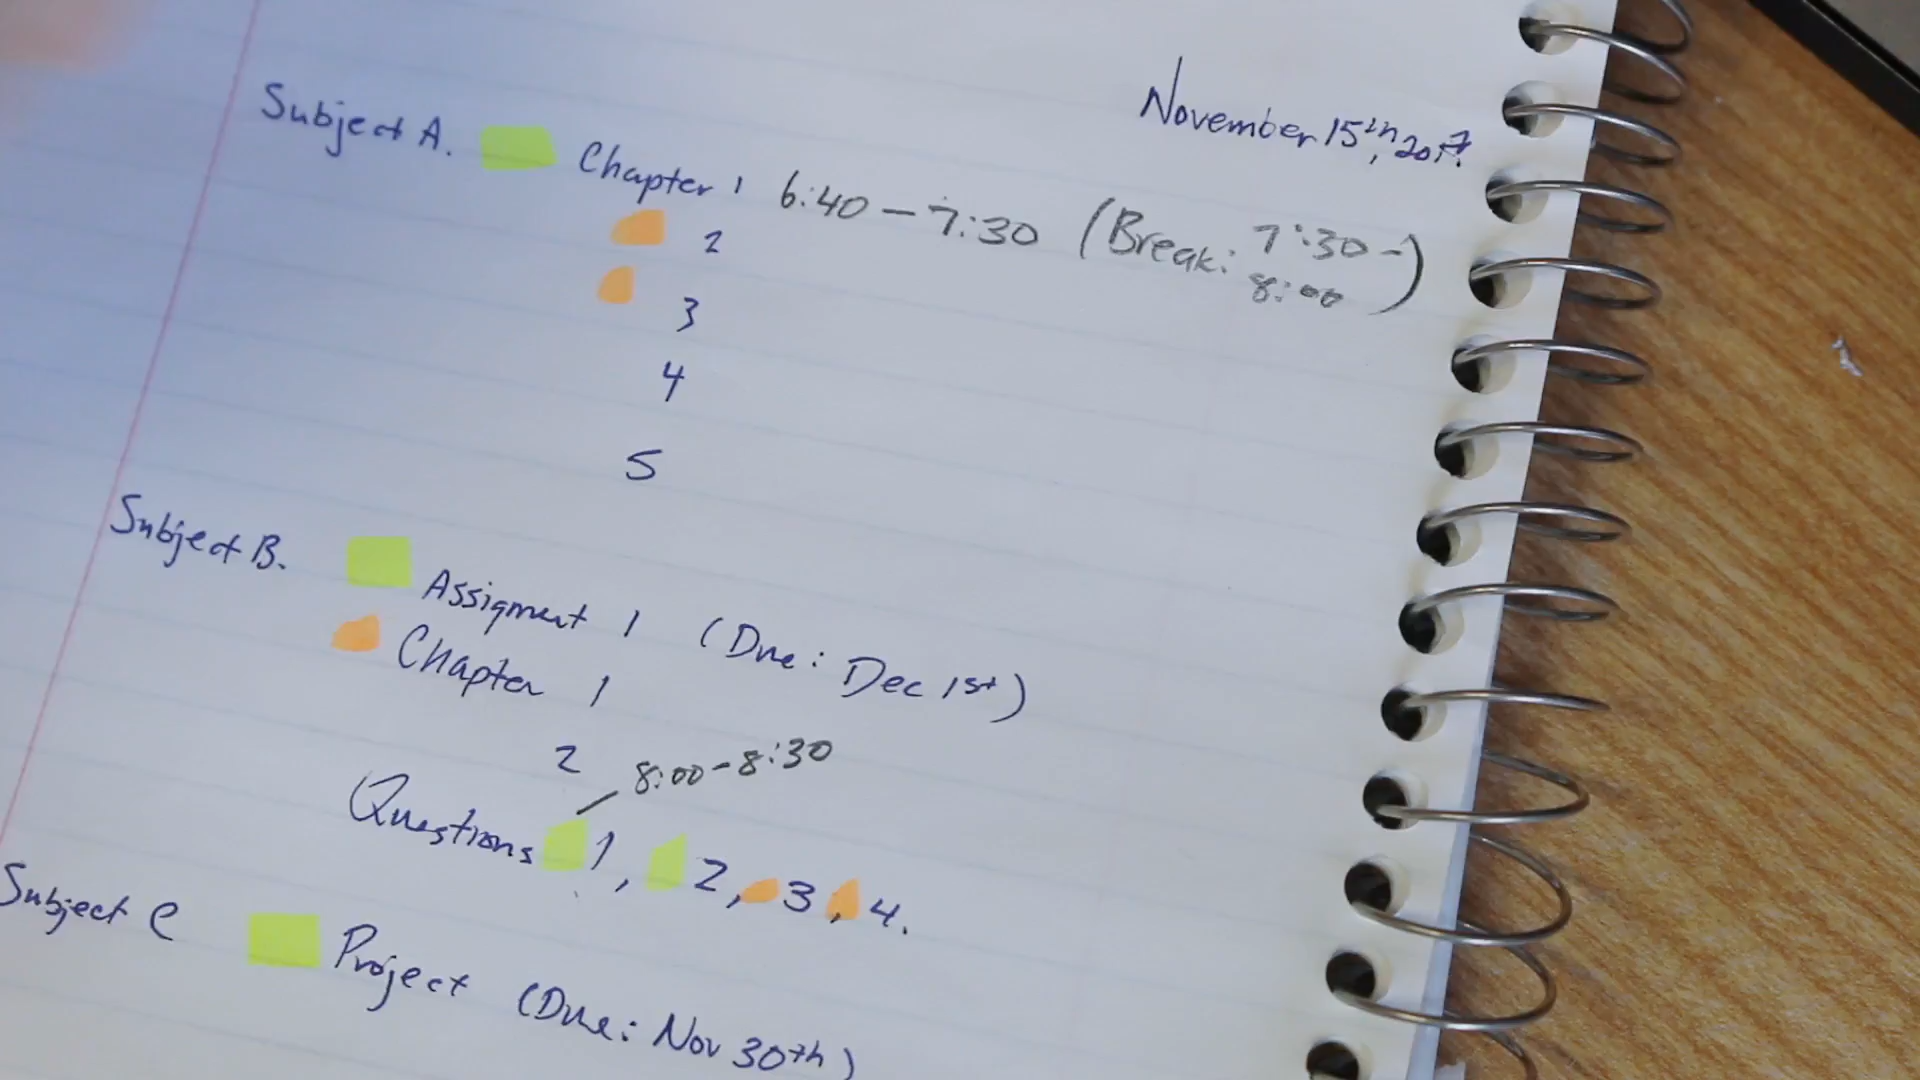 November 15th, 2017.
Subject A. Chapter 1 6:40 - 7:30 (Break: 7:30 - 8:00)
2
3
4
5
Subject B. Assigment 1 (Due: Dec 1st)
Chapter 1
2 8:00-8:30
Questions 1, 2, 3, 4.
Subject C Project (Due: Nov 30th)